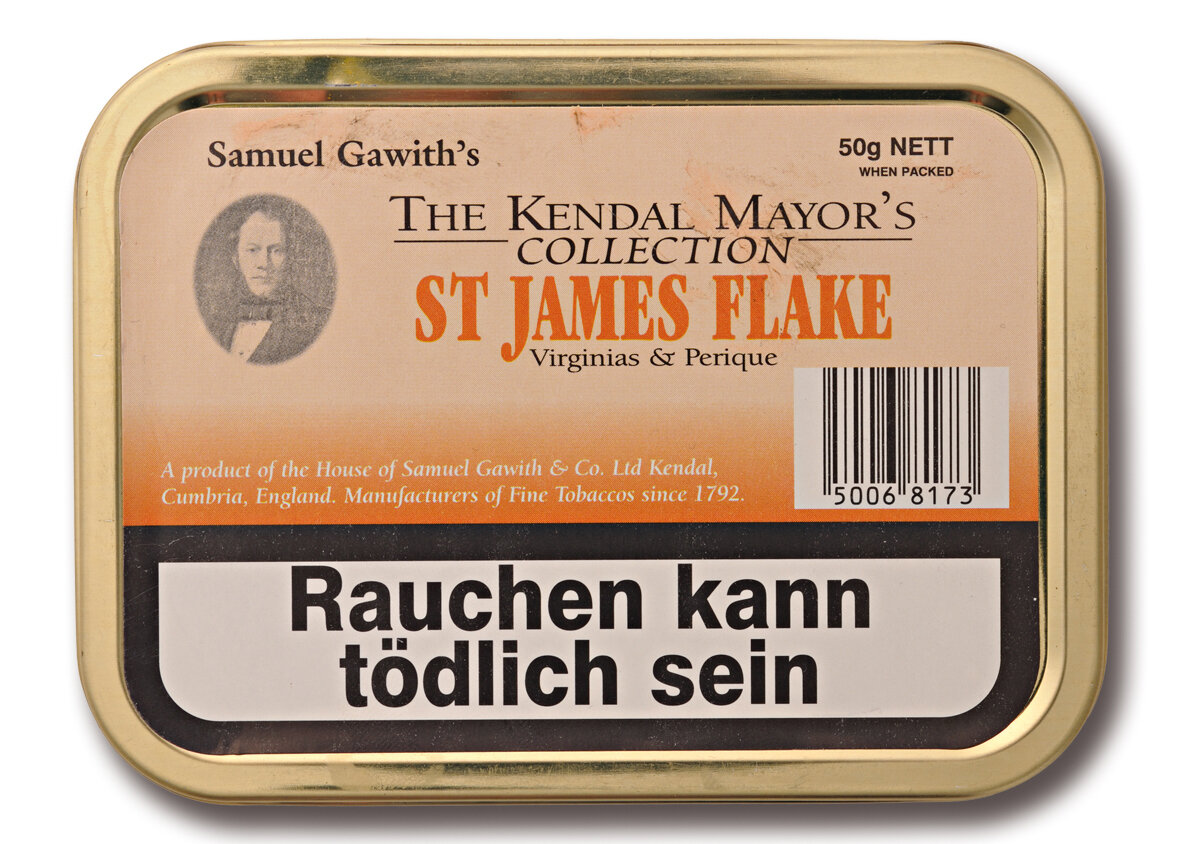 Samuel Gawith's
50g NETT
WHEN PACKED
THE KENDAL MAYOR'S
COLLECTION
ST JAMES FLAKE
Virginias & Perique
A product of the House of Samuel Gawith & Co. Ltd Kendal,
Cumbria, England. Manufacturers of Fine Tobaccos since 1792.
5006 8173
Rauchen kann
tödlich sein